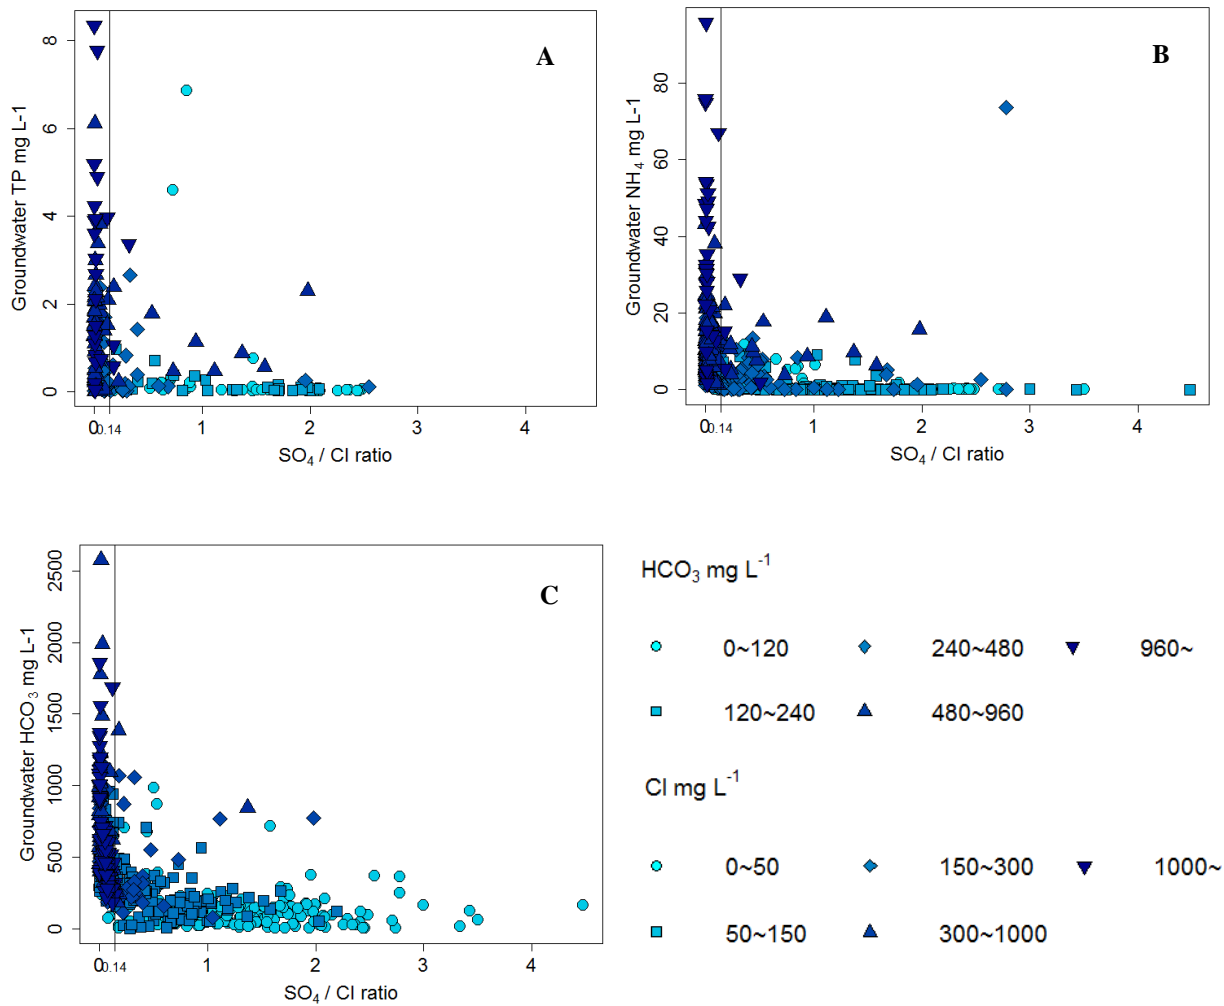 A
Groundwater TP mg L-1
8
6
4
2
0
0 0.14 1 2 3 4
SO₄ / Cl ratio
B
Groundwater NH₄ mg L-1
80
60
40
20
0
0 0.14 1 2 3 4
SO₄ / Cl ratio
C
Groundwater HCO₃ mg L-1
2500
2000
1500
1000
500
0
0 0.14 1 2 3 4
SO₄ / Cl ratio
HCO₃ mg L⁻¹
0~120 240~480 960~
120~240 480~960
Cl mg L⁻¹
0~50 150~300 1000~
50~150 300~1000